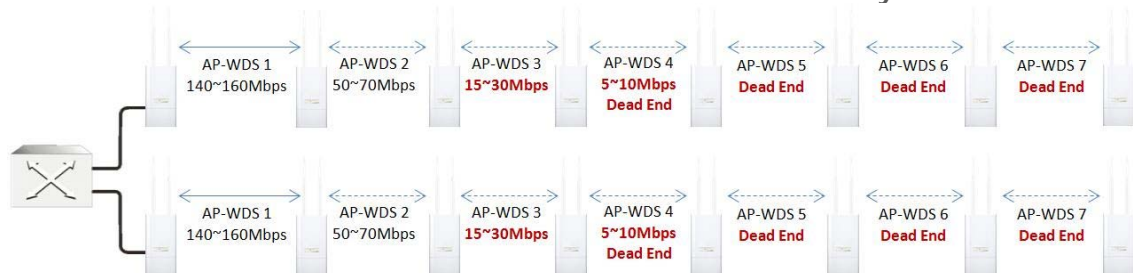 AP-WDS 1 AP-WDS 2 AP-WDS 3 AP-WDS 4 AP-WDS 5 AP-WDS 6 AP-WDS 7
140~160Mbps 50~70Mbps 15~30Mbps 5~10Mbps Dead End Dead End Dead End
Dead End
AP-WDS 1 AP-WDS 2 AP-WDS 3 AP-WDS 4 AP-WDS 5 AP-WDS 6 AP-WDS 7
140~160Mbps 50~70Mbps 15~30Mbps 5~10Mbps Dead End Dead End Dead End
Dead End